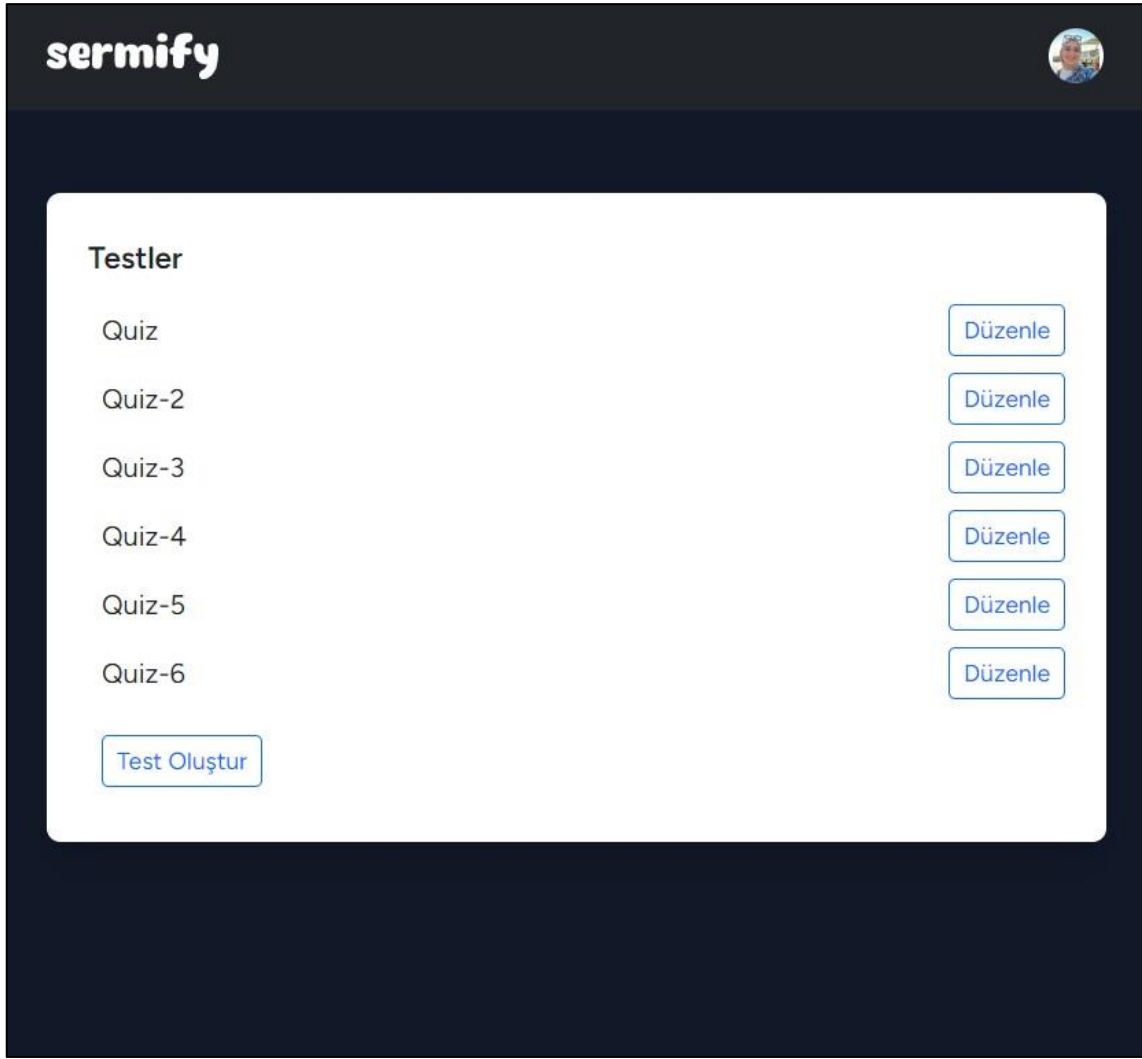 sermify
Testler
Quiz Düzenle
Quiz-2 Düzenle
Quiz-3 Düzenle
Quiz-4 Düzenle
Quiz-5 Düzenle
Quiz-6 Düzenle
Test Oluştur